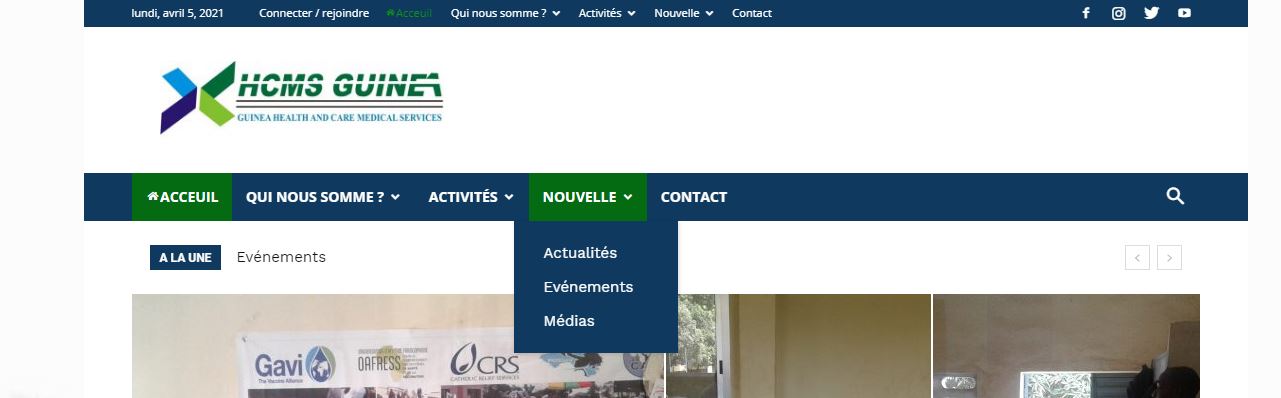 lundi, avril 5, 2021 Connecter / rejoindre Acceuil Qui nous somme ? Activités Nouvelle Contact
HCMS GUINEA
GUINEA HEALTH AND CARE MEDICAL SERVICES
ACCEUIL QUI NOUS SOMME ? ACTIVITÉS NOUVELLE CONTACT
A LA UNE Evénements
Actualités
Evénements
Médias
Gavi
The Vaccine Alliance
OAFRESS
CRS
CATHOLIC RELIEF SERVICES